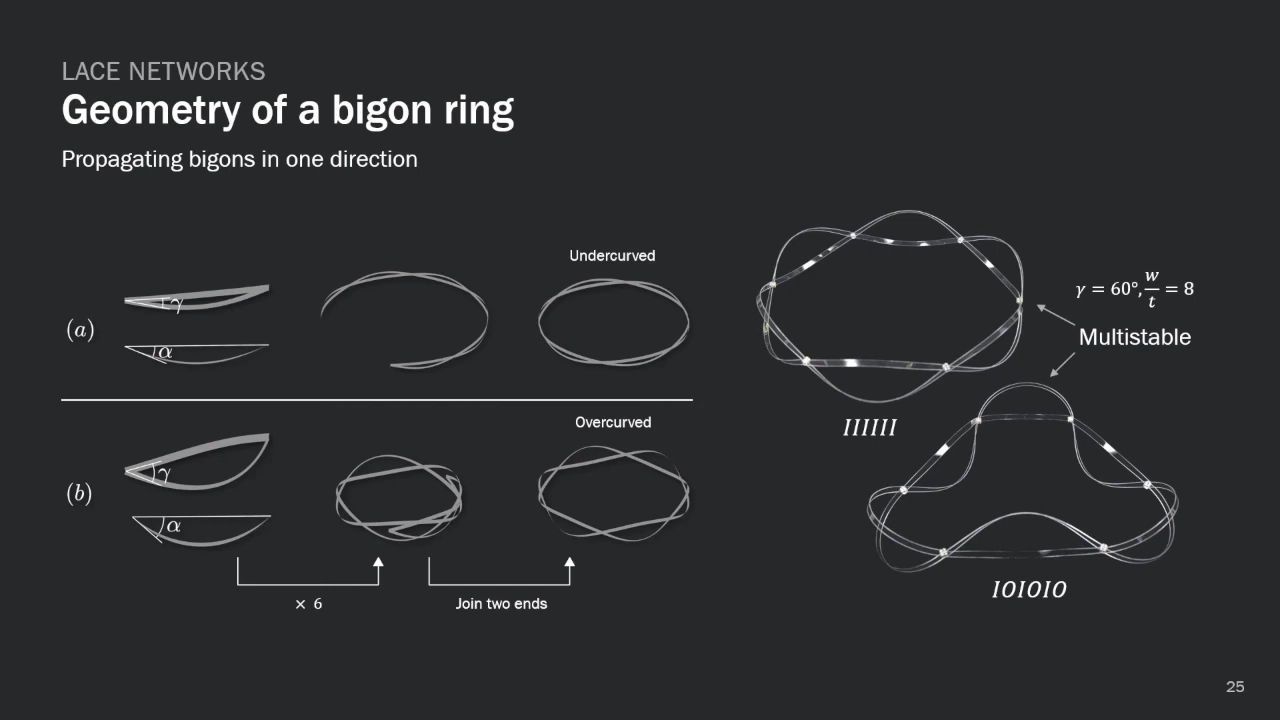 LACE NETWORKS
Geometry of a bigon ring
Propagating bigons in one direction
Undercurved
(a)
γ
α
Overcurved
(b)
γ
α
× 6
Join two ends
γ = 60°, w/t = 8
Multistable
IIIIII
IOIOIO
25